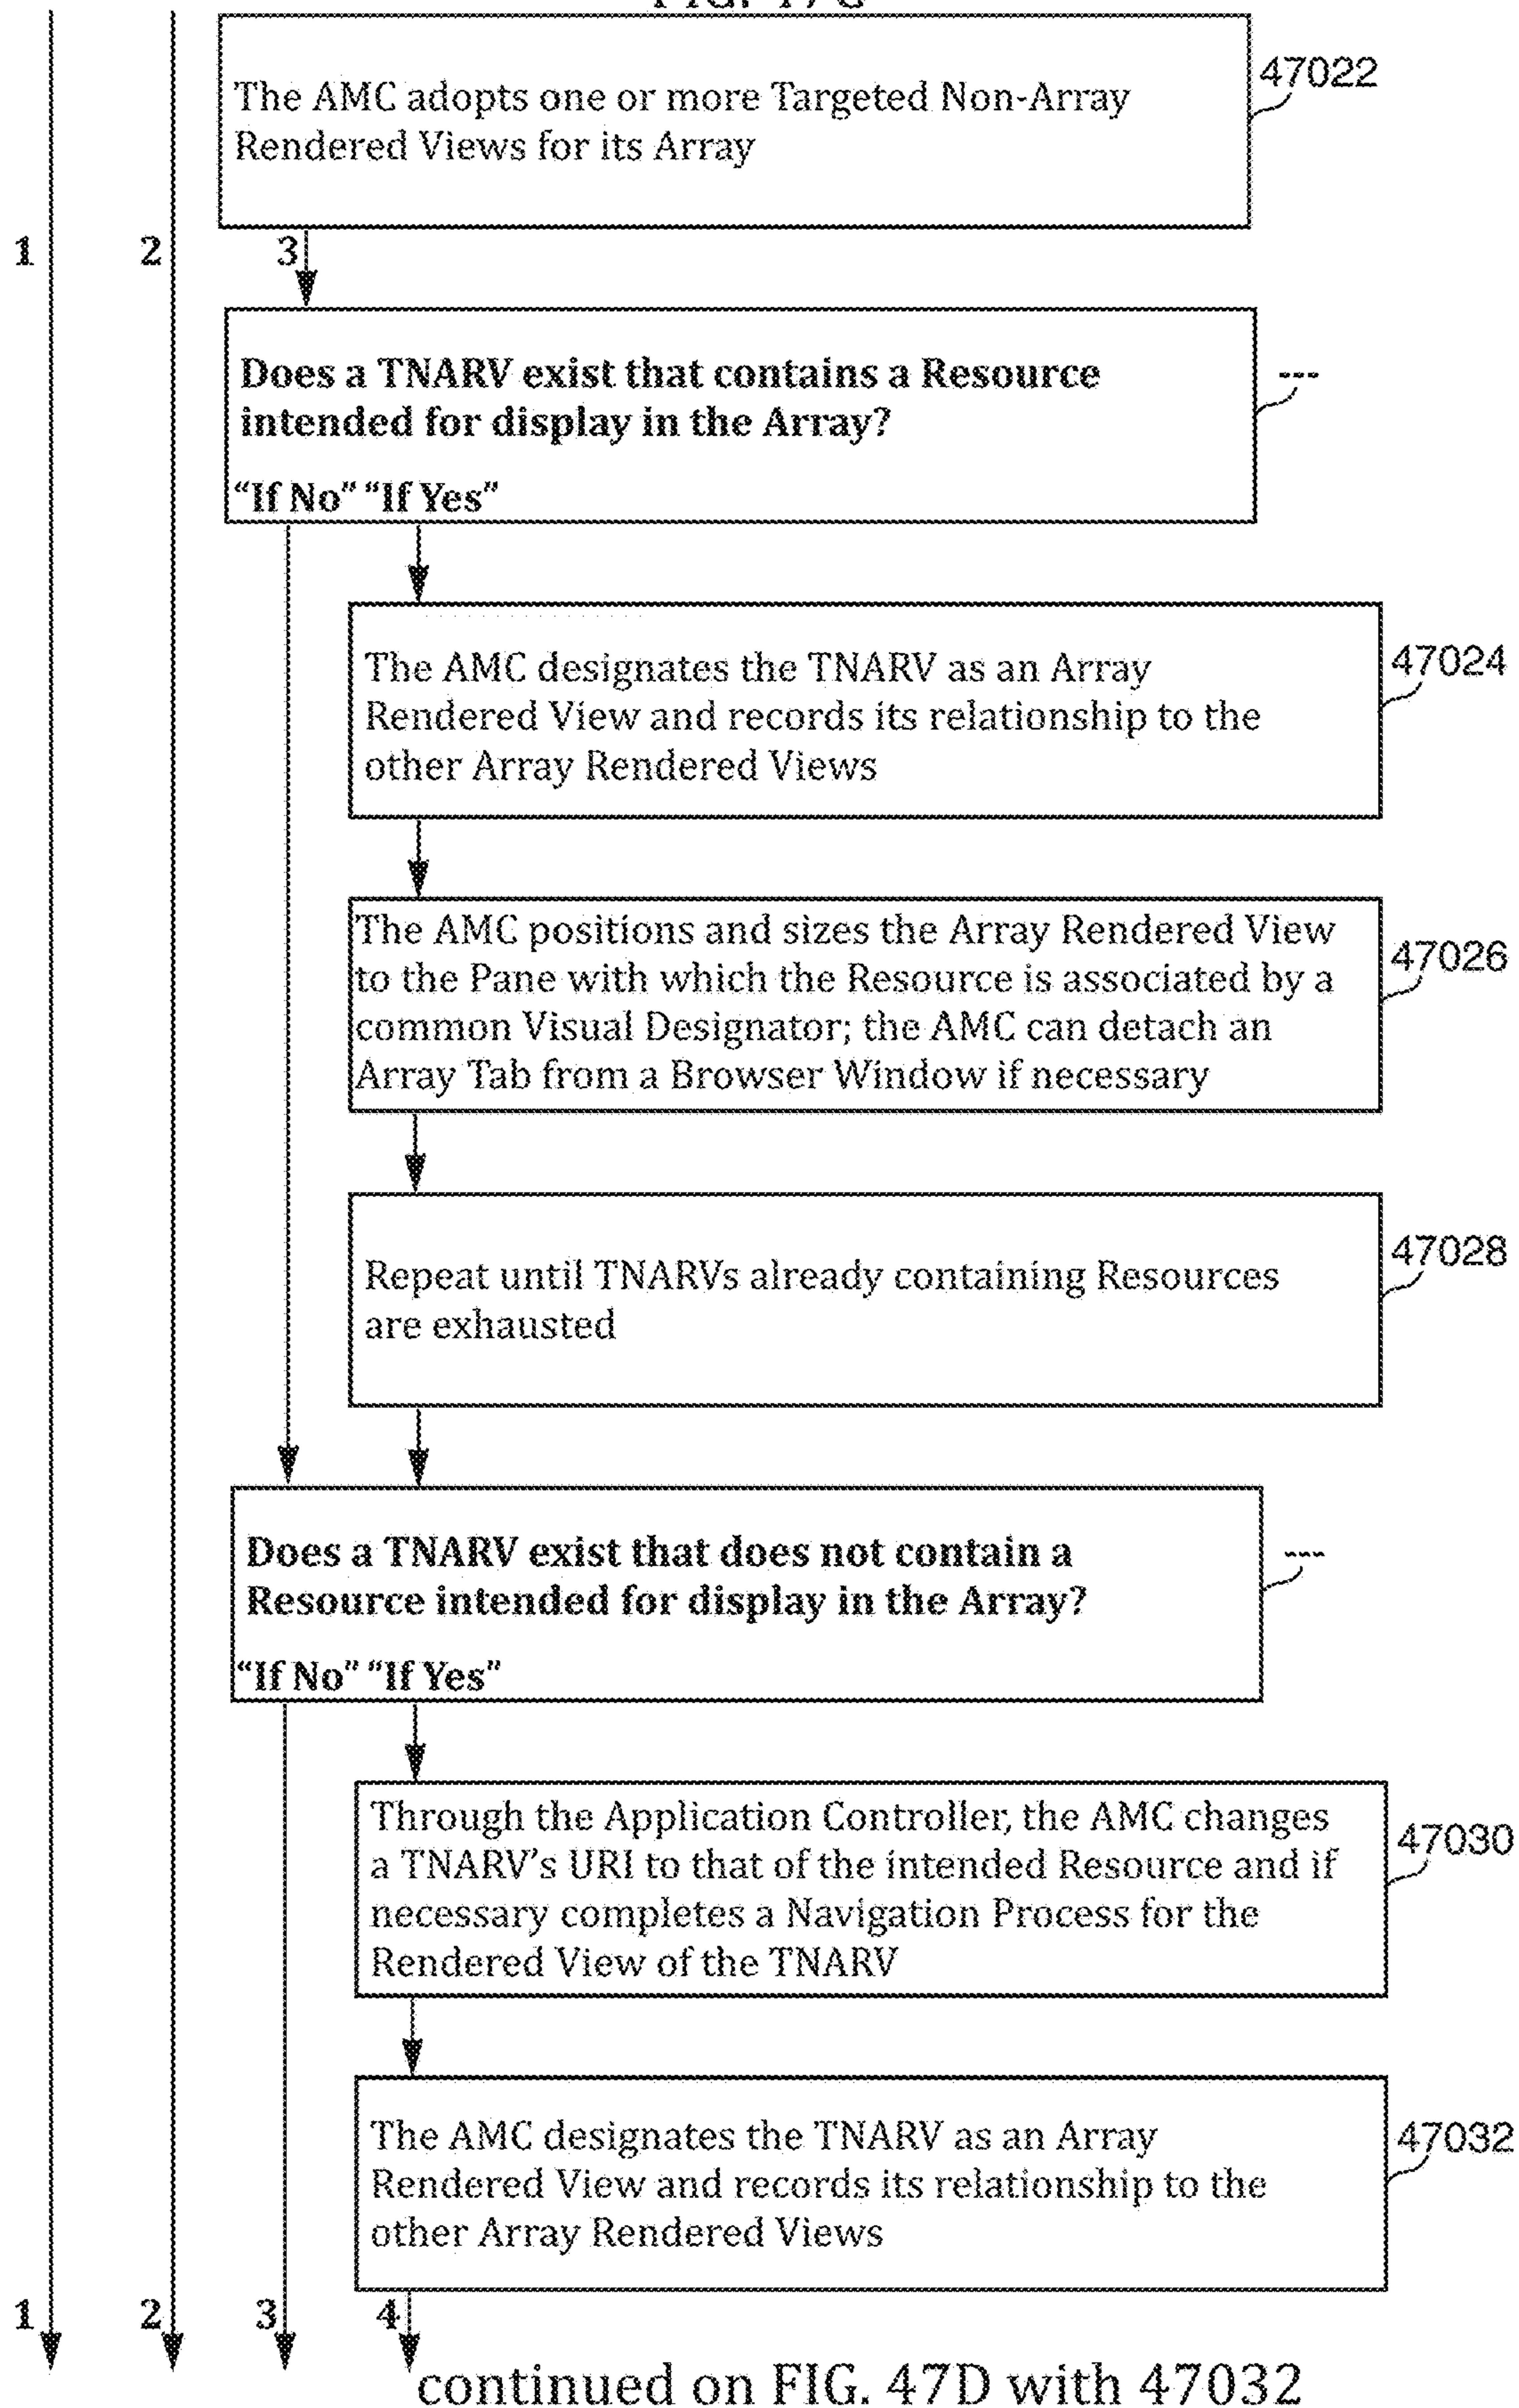 The AMC adopts one or more Targeted Non-Array
Rendered Views for its Array
47022
1
2
3
Does a TNARV exist that contains a Resource
intended for display in the Array?
---
“If No” “If Yes”
The AMC designates the TNARV as an Array
Rendered View and records its relationship to the
other Array Rendered Views
47024
The AMC positions and sizes the Array Rendered View
to the Pane with which the Resource is associated by a
common Visual Designator; the AMC can detach an
Array Tab from a Browser Window if necessary
47026
Repeat until TNARVs already containing Resources
are exhausted
47028
Does a TNARV exist that does not contain a
Resource intended for display in the Array?
---
“If No” “If Yes”
Through the Application Controller, the AMC changes
a TNARV’s URI to that of the intended Resource and if
necessary completes a Navigation Process for the
Rendered View of the TNARV
47030
The AMC designates the TNARV as an Array
Rendered View and records its relationship to the
other Array Rendered Views
47032
1
2
3
4
continued on FIG. 47D with 47032